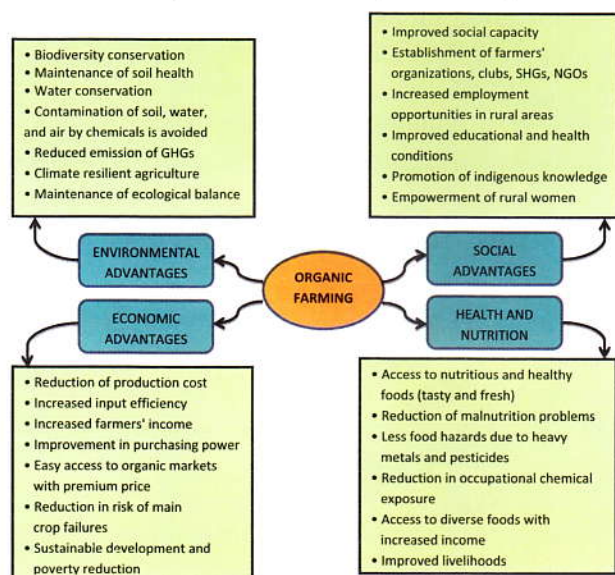 • Biodiversity conservation
• Maintenance of soil health
• Water conservation
• Contamination of soil, water,
and air by chemicals is avoided
• Reduced emission of GHGs
• Climate resilient agriculture
• Maintenance of ecological balance
• Improved social capacity
• Establishment of farmers'
organizations, clubs, SHGs, NGOs
• Increased employment
opportunities in rural areas
• Improved educational and health
conditions
• Promotion of indigenous knowledge
• Empowerment of rural women
ENVIRONMENTAL
ADVANTAGES
ORGANIC
FARMING
SOCIAL
ADVANTAGES
ECONOMIC
ADVANTAGES
HEALTH AND
NUTRITION
• Reduction of production cost
• Increased input efficiency
• Increased farmers' income
• Improvement in purchasing power
• Easy access to organic markets
with premium price
• Reduction in risk of main
crop failures
• Sustainable development and
poverty reduction
• Access to nutritious and healthy
foods (tasty and fresh)
• Reduction of malnutrition problems
• Less food hazards due to heavy
metals and pesticides
• Reduction in occupational chemical
exposure
• Access to diverse foods with
increased income
• Improved livelihoods